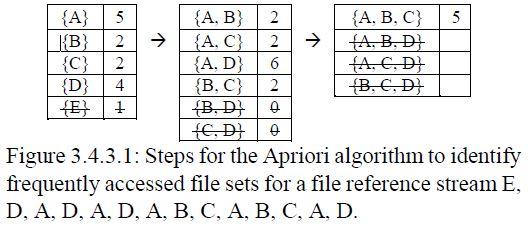 {A} 5 {A, B} 2 {A, B, C} 5
{B} 2 → {A, C} 2 → {A, B, D}
{C} 2 {A, D} 6 {A, C, D}
{D} 4 {B, C} 2 {B, C, D}
{E} 1 {B, D} 0
{C, D} 0
Figure 3.4.3.1: Steps for the Apriori algorithm to identify
frequently accessed file sets for a file reference stream E,
D, A, D, A, D, A, B, C, A, B, C, A, D.